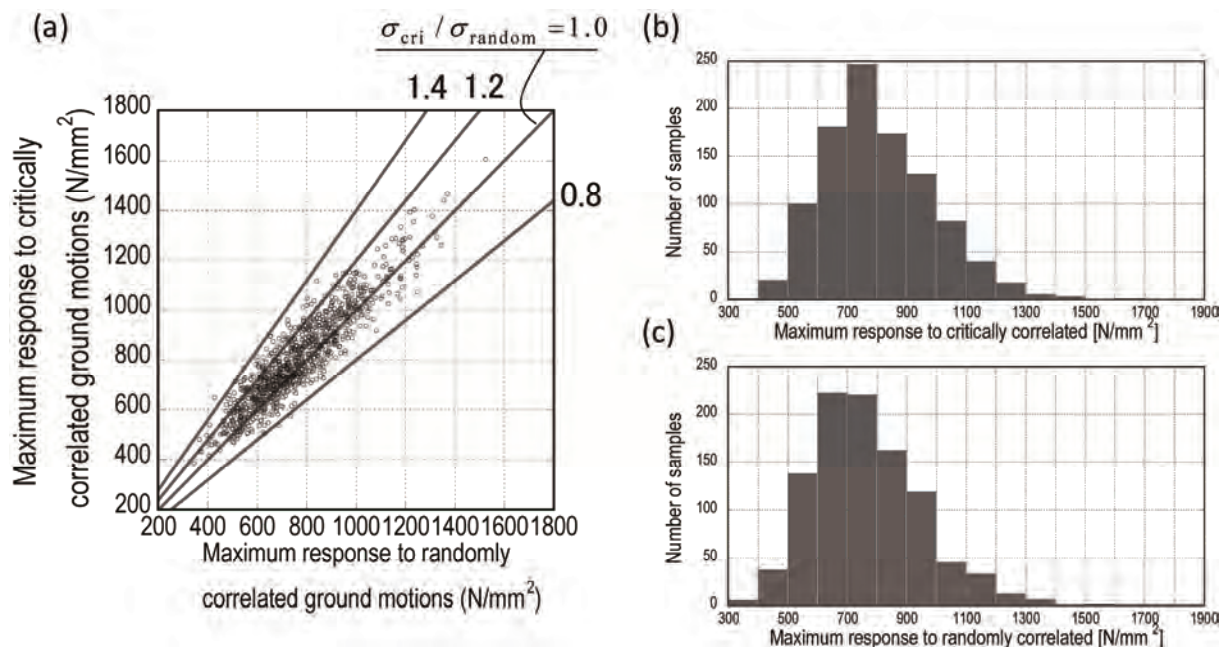 (a)
σcri / σrandom =1.0
1.4 1.2
0.8
1800
1600
1400
1200
1000
800
600
400
200
Maximum response to critically
correlated ground motions (N/mm²)
200 400 600 800 1000 1200 1400 1600 1800
Maximum response to randomly
correlated ground motions (N/mm²)
(b)
250
200
150
100
50
0
Number of samples
300 500 700 900 1100 1300 1500 1700 1900
Maximum response to critically correlated [N/mm²]
(c)
250
200
150
100
50
0
Number of samples
300 500 700 900 1100 1300 1500 1700 1900
Maximum response to randomly correlated [N/mm²]